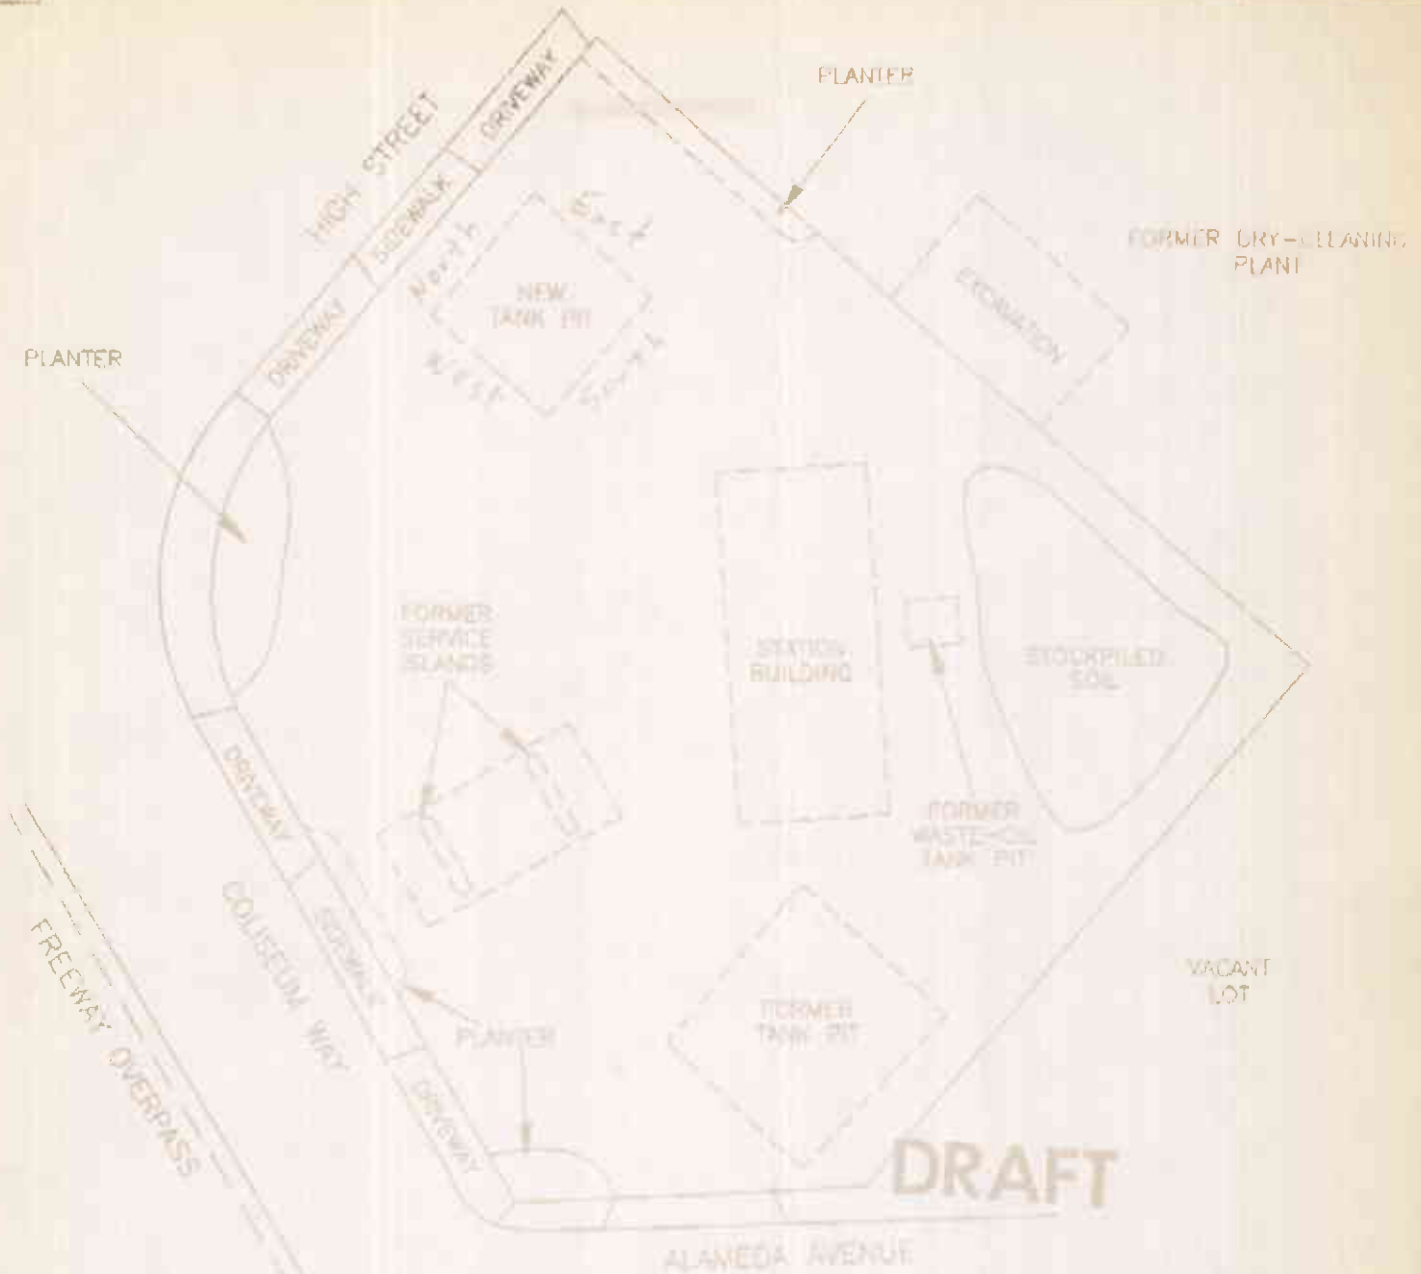 PLANTER
HIGH STREET
DRIVEWAY
SIDEWALK
DRIVEWAY
North
East
West
South
NEW
TANK PIT
EXCAVATION
FORMER DRY-CLEANING
PLANT
PLANTER
FORMER
SERVICE
ISLANDS
STATION
BUILDING
STOCKPILED
SOIL
FORMER
WASTE-OIL
TANK PIT
DRIVEWAY
SIDEWALK
DRIVEWAY
COLISEUM WAY
FREEWAY OVERPASS
PLANTER
FORMER
TANK PIT
VACANT
LOT
DRAFT
ALAMEDA AVENUE